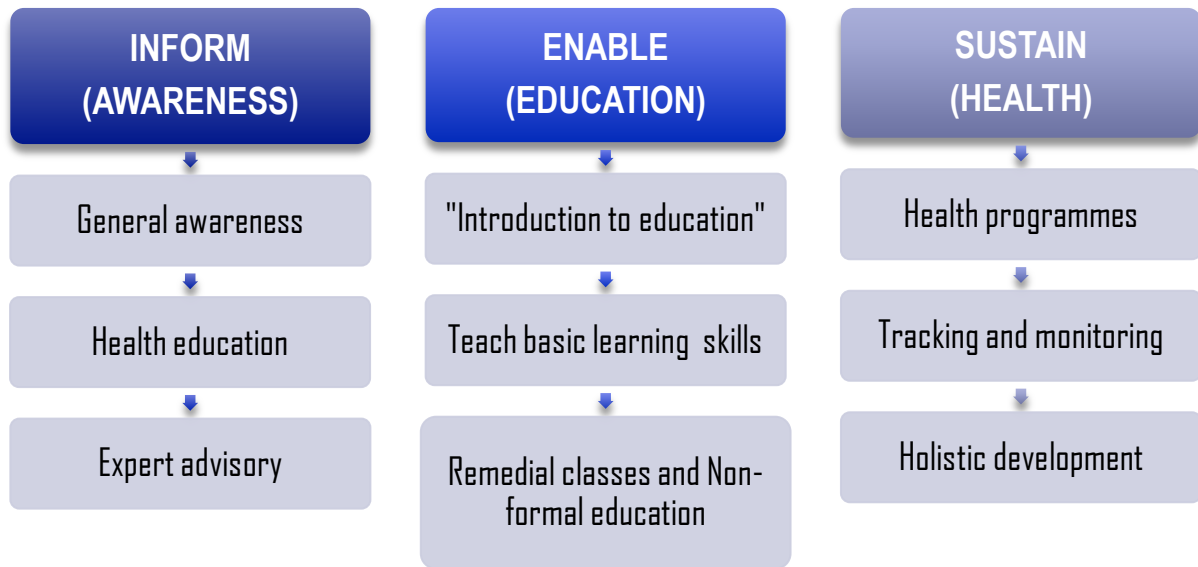 INFORM
(AWARENESS)
General awareness
Health education
Expert advisory
ENABLE
(EDUCATION)
"Introduction to education"
Teach basic learning  skills
Remedial classes and Non-
formal education
SUSTAIN
(HEALTH)
Health programmes
Tracking and monitoring
Holistic development